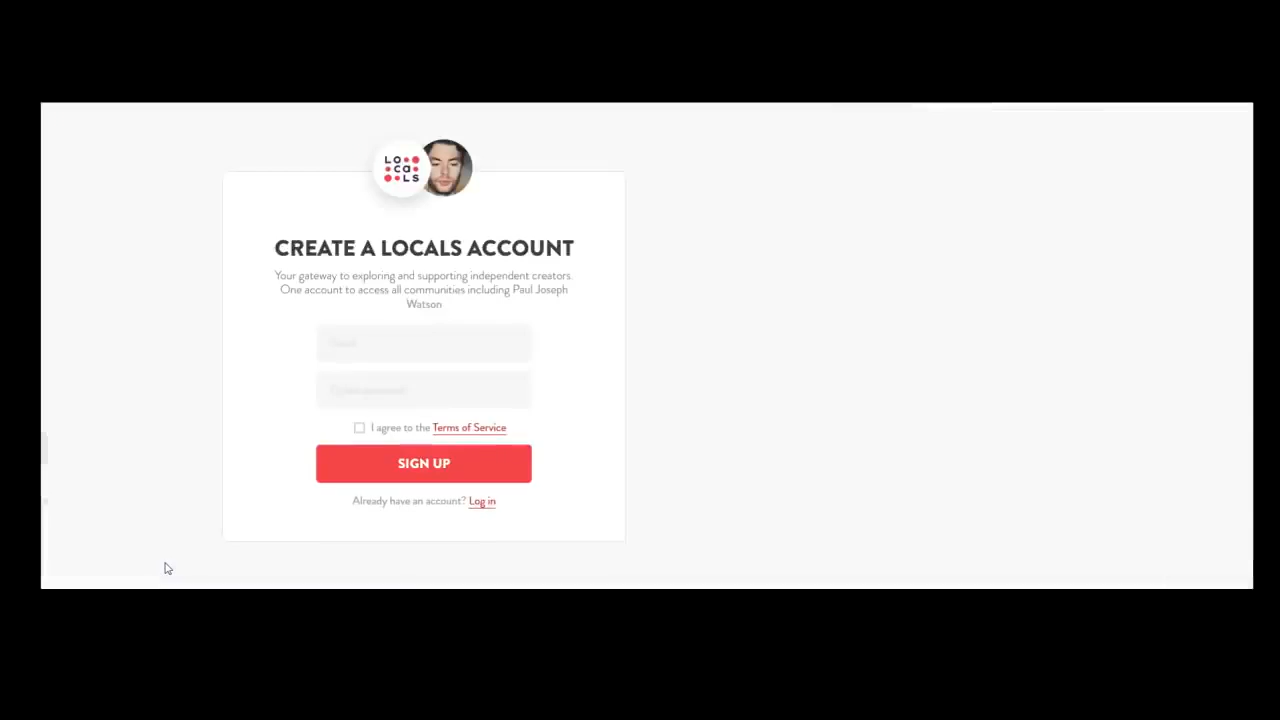 LO
ca
LS
CREATE A LOCALS ACCOUNT
Your gateway to exploring and supporting independent creators.
One account to access all communities including Paul Joseph
Watson
I agree to the Terms of Service
SIGN UP
Already have an account? Log in